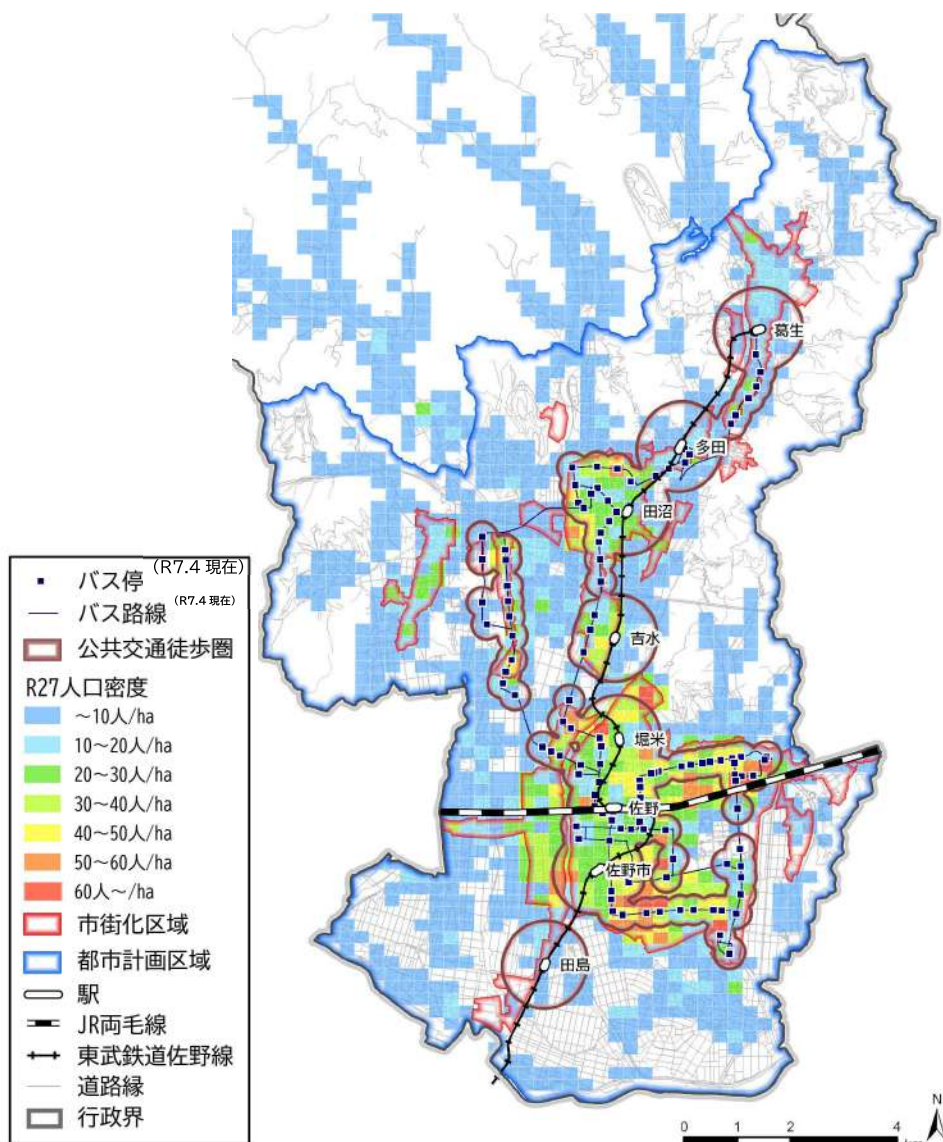 葛生
多田
田沼
吉水
堀米
佐野
佐野市
田島
バス停 (R7.4 現在)
バス路線 (R7.4 現在)
公共交通徒歩圏
R27人口密度
～10人/ha
10～20人/ha
20～30人/ha
30～40人/ha
40～50人/ha
50～60人/ha
60人～/ha
市街化区域
都市計画区域
駅
JR両毛線
東武鉄道佐野線
道路縁
行政界
N
0 1 2 4